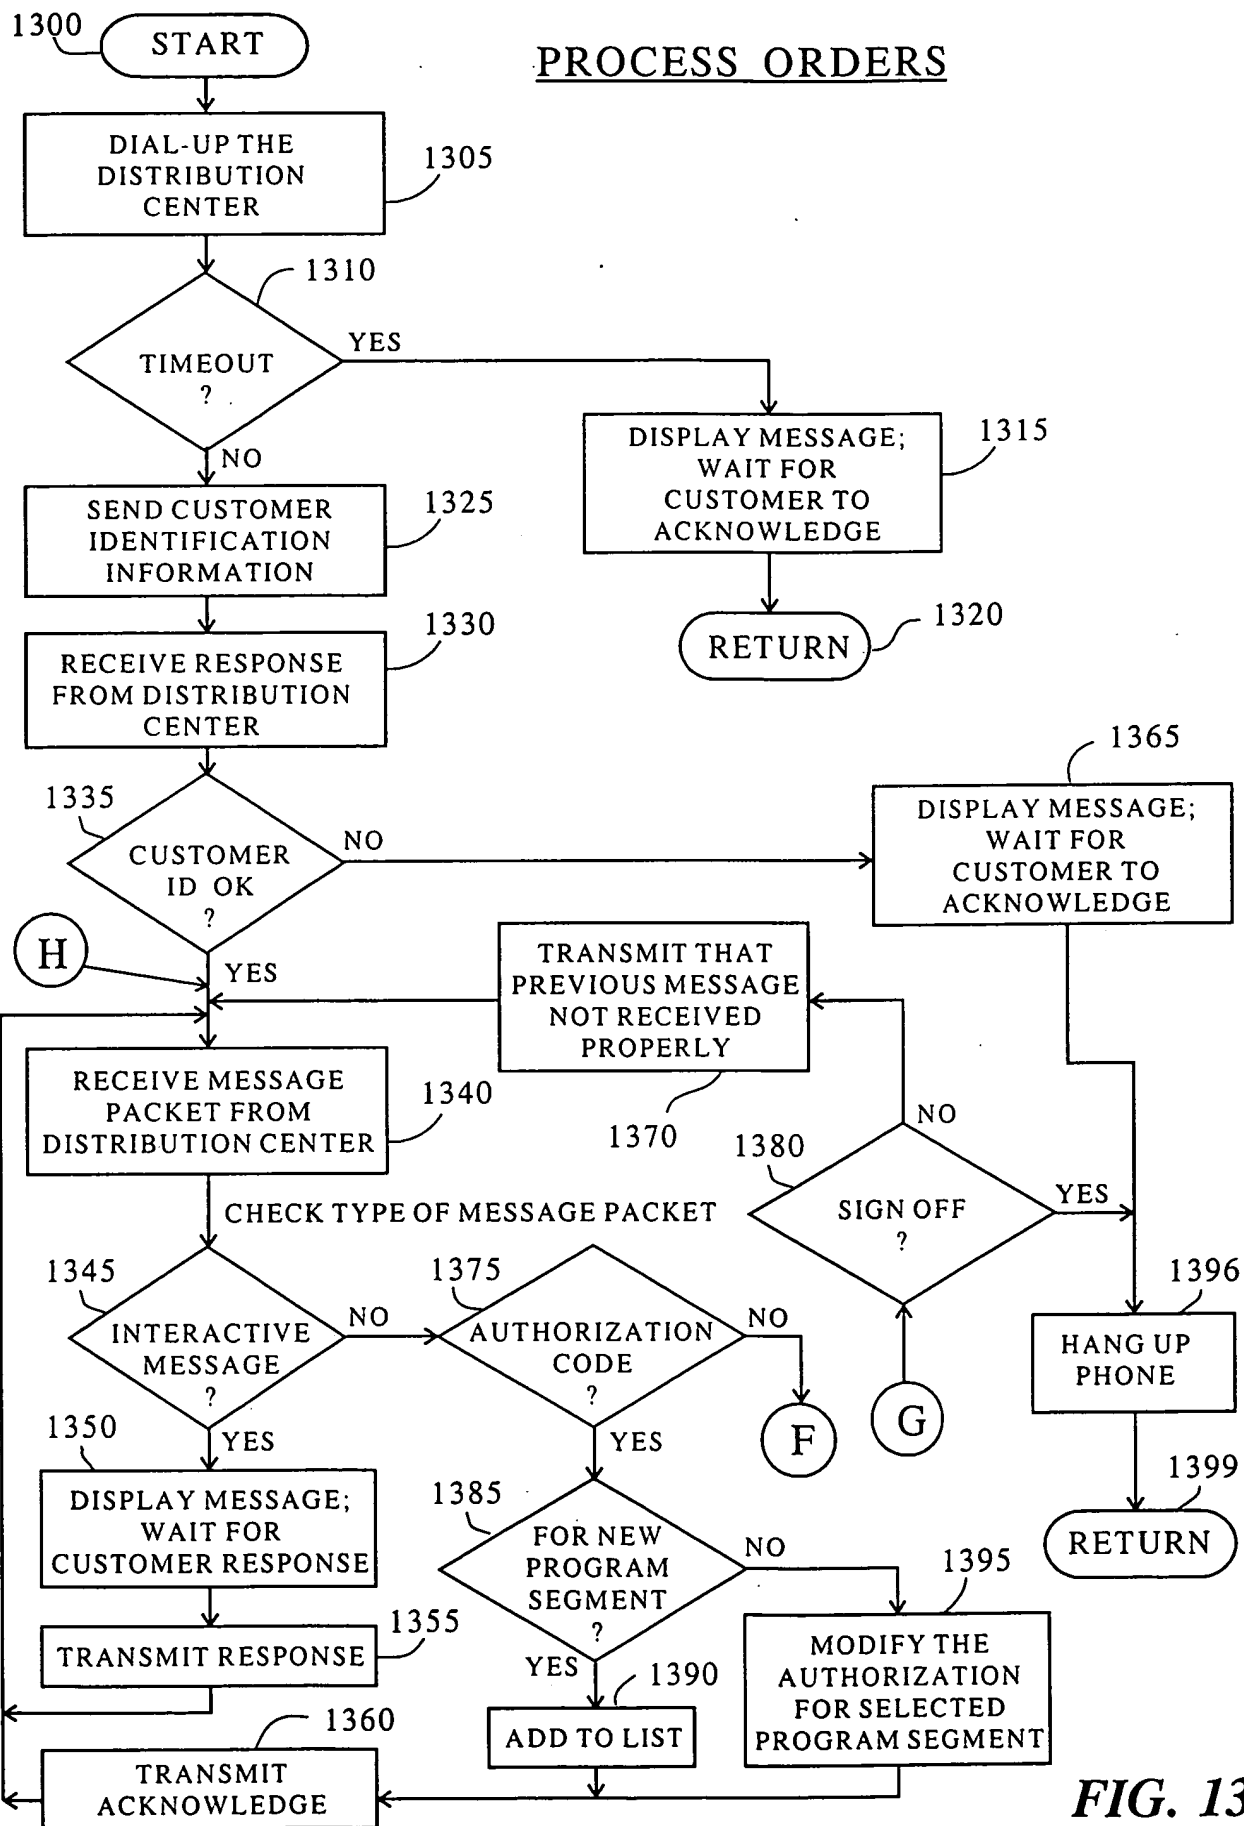 1300
START
PROCESS ORDERS
DIAL-UP THE
DISTRIBUTION
CENTER
1305
1310
TIMEOUT
?
YES
NO
DISPLAY MESSAGE;
WAIT FOR
CUSTOMER TO
ACKNOWLEDGE
1315
SEND CUSTOMER
IDENTIFICATION
INFORMATION
1325
RETURN
1320
RECEIVE RESPONSE
FROM DISTRIBUTION
CENTER
1330
1335
CUSTOMER
ID OK
?
NO
YES
1365
DISPLAY MESSAGE;
WAIT FOR
CUSTOMER TO
ACKNOWLEDGE
H
TRANSMIT THAT
PREVIOUS MESSAGE
NOT RECEIVED
PROPERLY
1370
RECEIVE MESSAGE
PACKET FROM
DISTRIBUTION CENTER
1340
1380
SIGN OFF
?
NO
YES
CHECK TYPE OF MESSAGE PACKET
1345
INTERACTIVE
MESSAGE
?
NO
YES
1375
AUTHORIZATION
CODE
?
NO
YES
F
G
1396
HANG UP
PHONE
1399
RETURN
1350
DISPLAY MESSAGE;
WAIT FOR
CUSTOMER RESPONSE
1385
FOR NEW
PROGRAM
SEGMENT
?
NO
YES
1395
MODIFY THE
AUTHORIZATION
FOR SELECTED
PROGRAM SEGMENT
TRANSMIT RESPONSE
1355
1390
ADD TO LIST
1360
TRANSMIT
ACKNOWLEDGE
FIG. 13